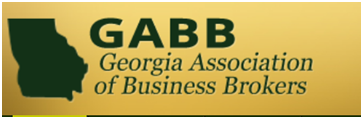 GABB
Georgia Association
of Business Brokers